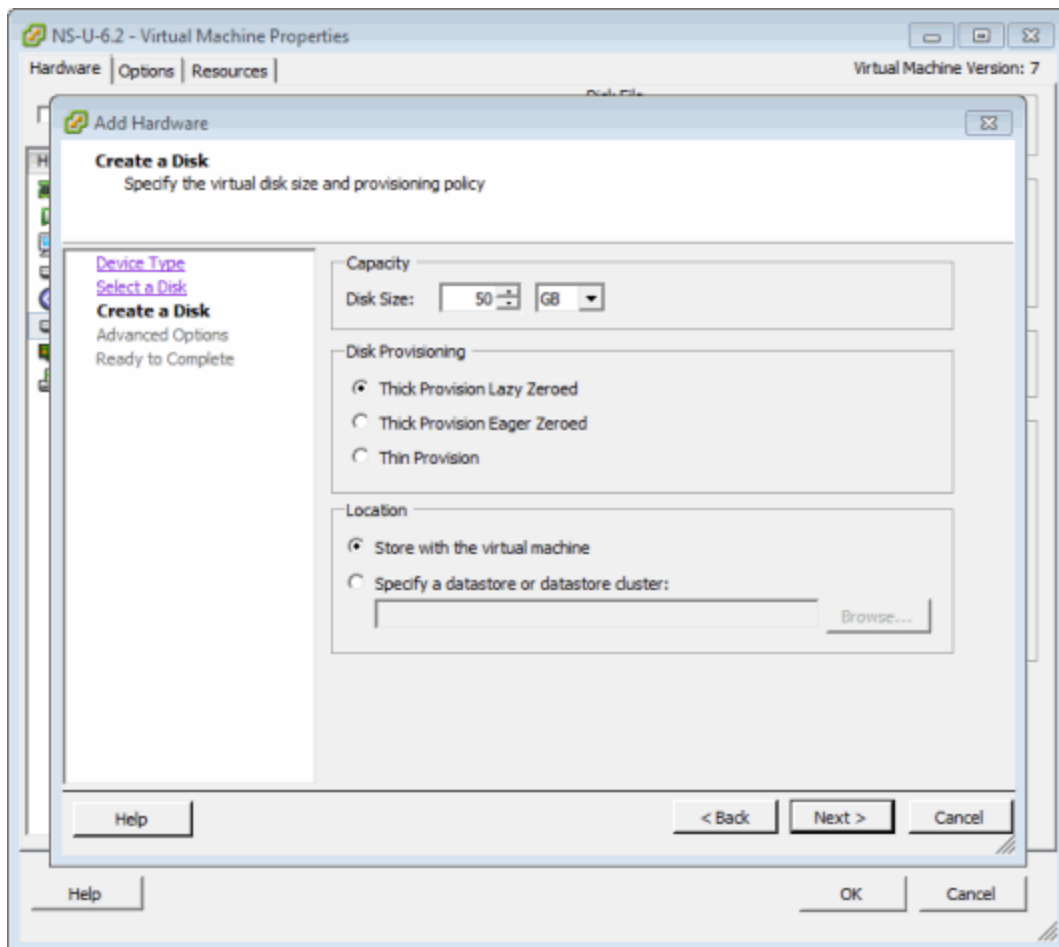 NS-U-6.2 - Virtual Machine Properties
Hardware Options Resources Virtual Machine Version: 7
Add Hardware
Create a Disk
Specify the virtual disk size and provisioning policy
Device Type
Select a Disk
Create a Disk
Advanced Options
Ready to Complete
Capacity
Disk Size: 50 GB
Disk Provisioning
Thick Provision Lazy Zeroed
Thick Provision Eager Zeroed
Thin Provision
Location
Store with the virtual machine
Specify a datastore or datastore cluster:
Browse...
Help < Back Next > Cancel
Help OK Cancel